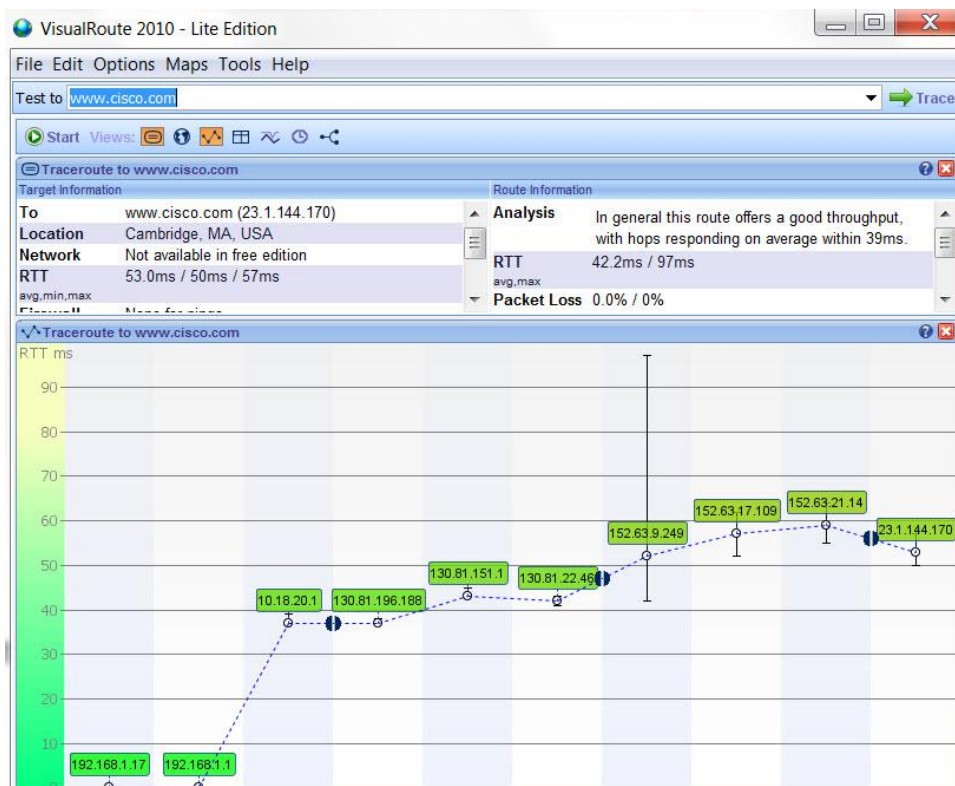 VisualRoute 2010 - Lite Edition
File Edit Options Maps Tools Help
Test to www.cisco.com Trace
Start Views:
Traceroute to www.cisco.com
Target Information
Route Information
To www.cisco.com (23.1.144.170)
Location Cambridge, MA, USA
Network Not available in free edition
RTT 53.0ms / 50ms / 57ms
avg,min,max
Analysis In general this route offers a good throughput,
with hops responding on average within 39ms.
RTT 42.2ms / 97ms
avg,max
Packet Loss 0.0% / 0%
Traceroute to www.cisco.com
RTT ms
90
80
70
60
50
40
30
20
10
192.168.1.17
192.168.1.1
10.18.20.1
130.81.196.188
130.81.151.1
130.81.22.46
152.63.9.249
152.63.17.109
152.63.21.14
23.1.144.170